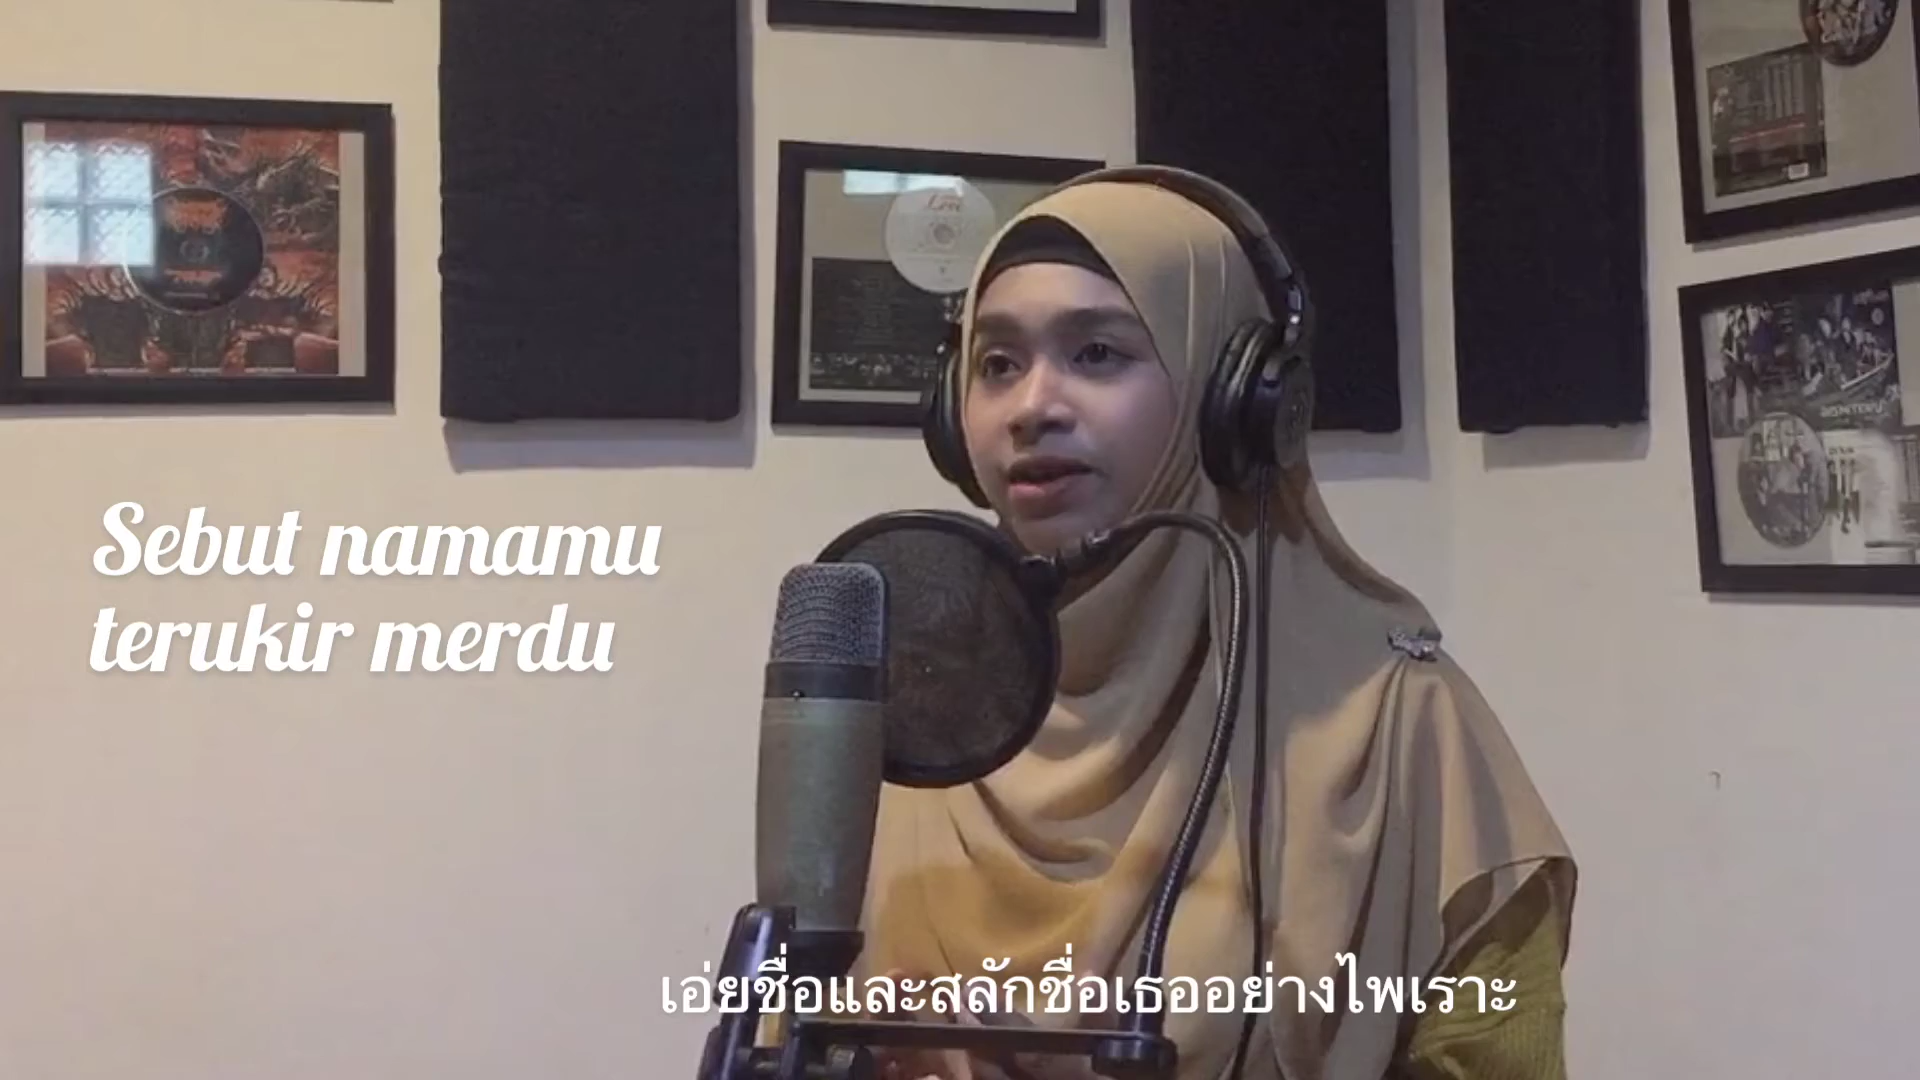 Sebut namamu
terukir merdu
เอ่ยชื่อและสลักชื่อเธออย่างไพเราะ